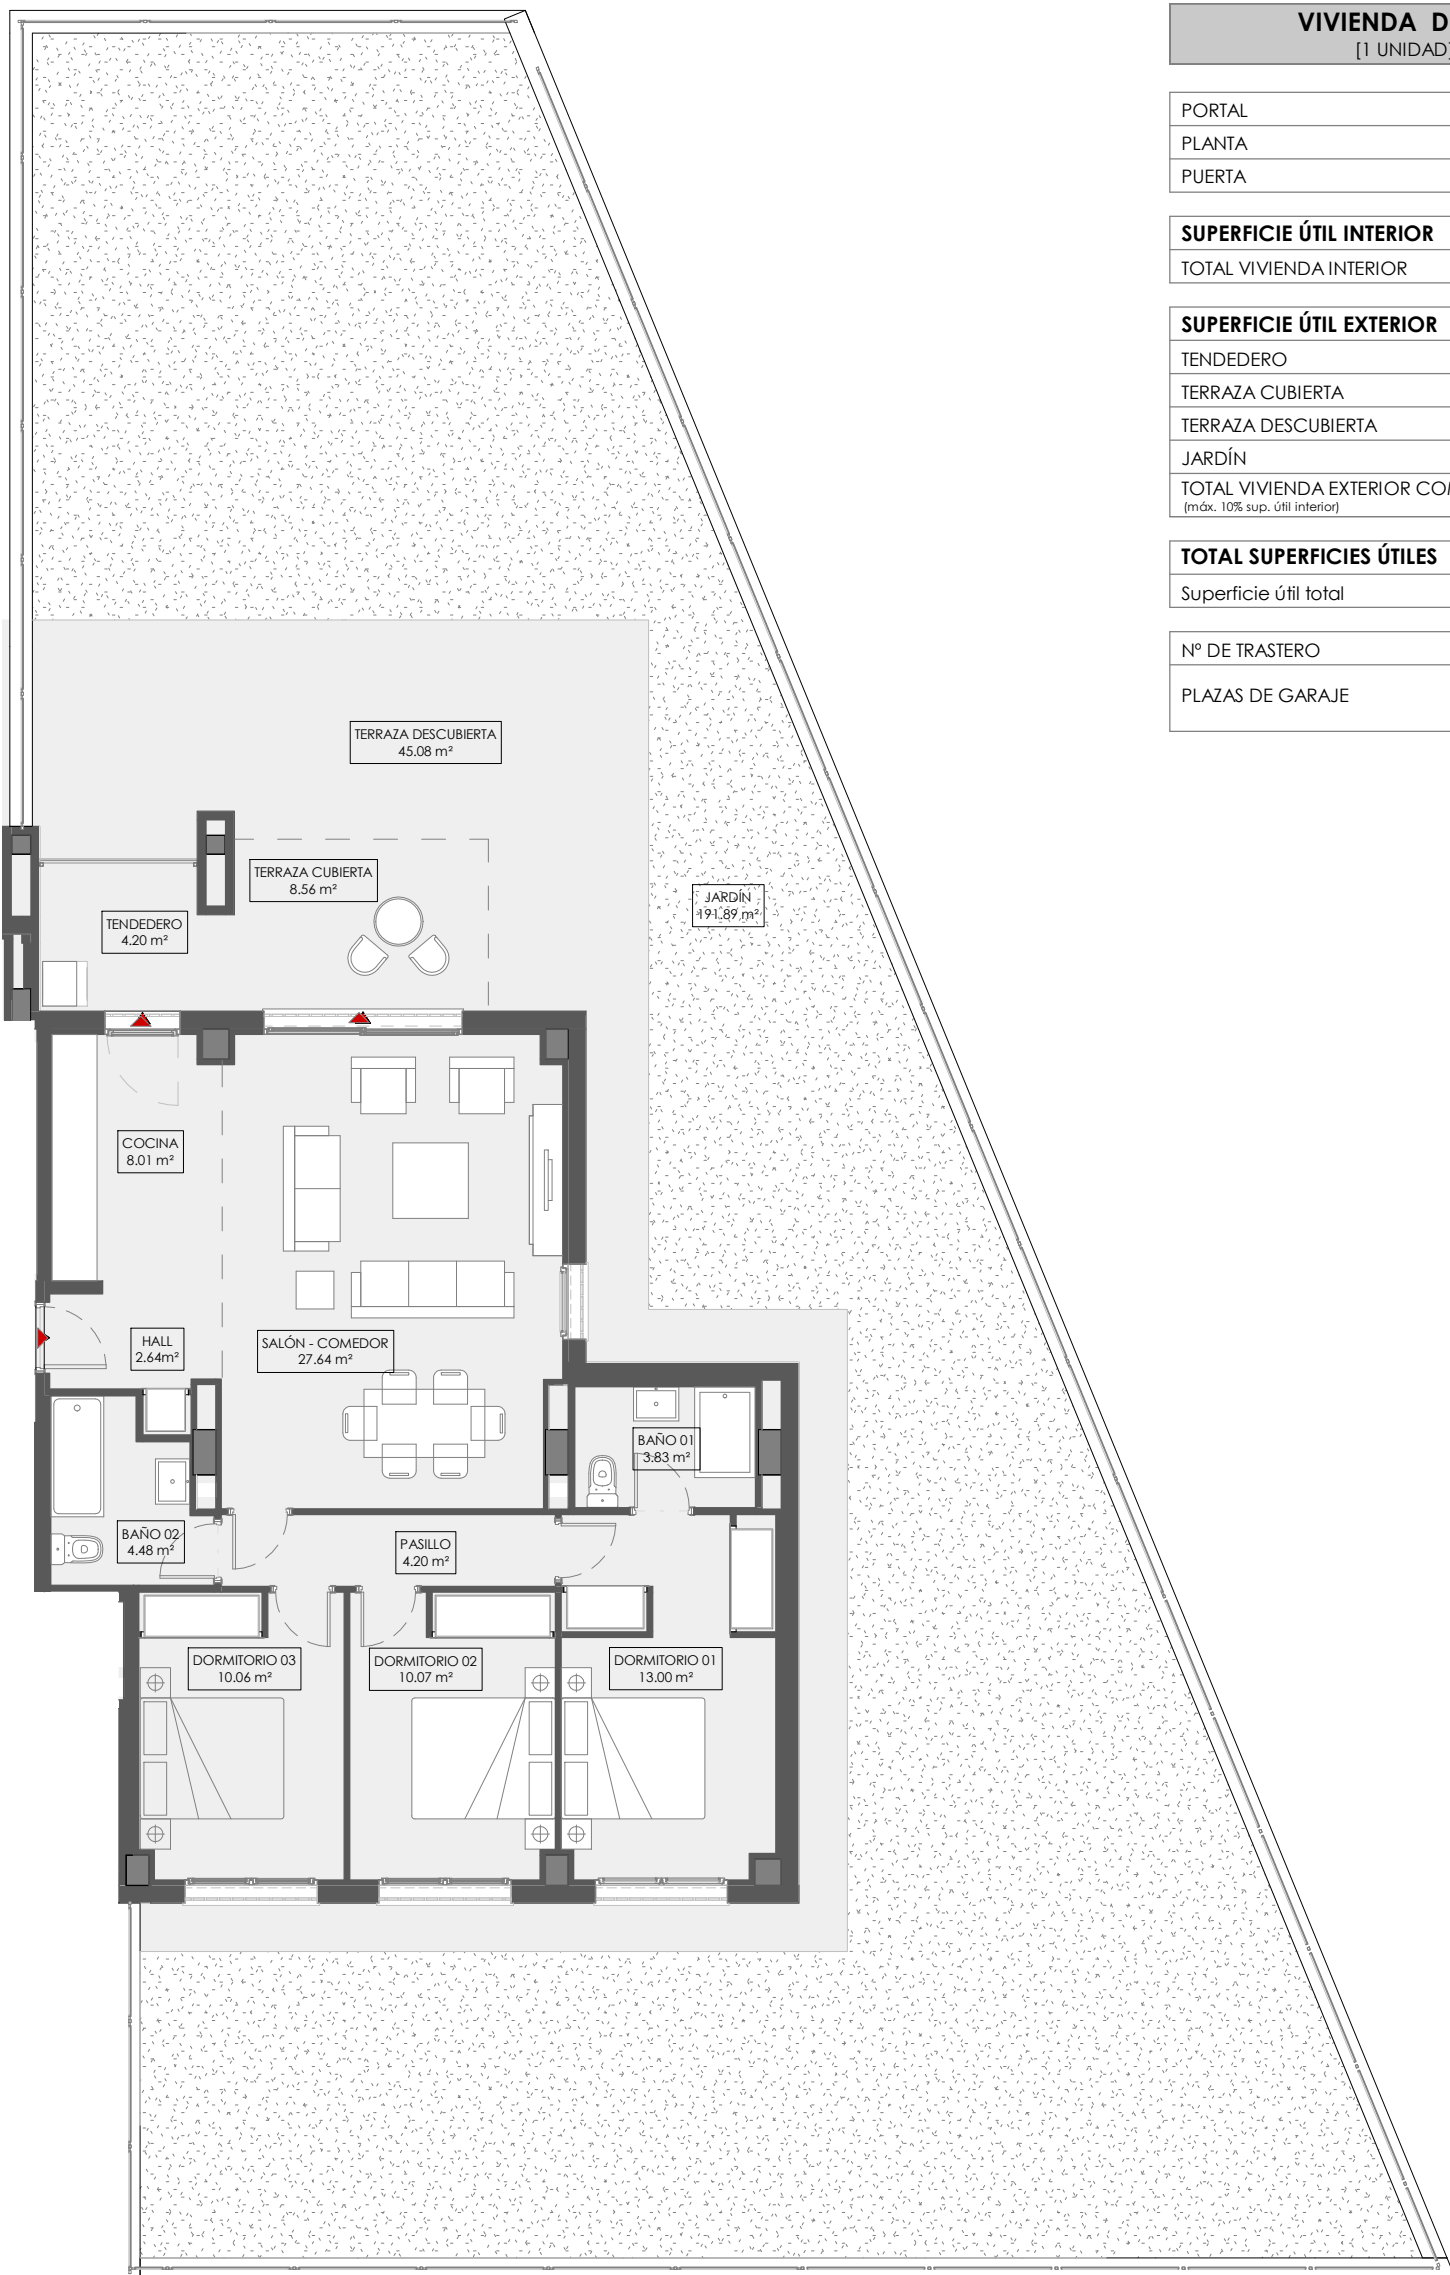 VIVIENDA D
[1 UNIDAD]
PORTAL
PLANTA
PUERTA
SUPERFICIE ÚTIL INTERIOR
TOTAL VIVIENDA INTERIOR
SUPERFICIE ÚTIL EXTERIOR
TENDEDERO
TERRAZA CUBIERTA
TERRAZA DESCUBIERTA
JARDÍN
TOTAL VIVIENDA EXTERIOR CO
(máx. 10% sup. útil interior)
TOTAL SUPERFICIES ÚTILES
Superficie útil total
Nº DE TRASTERO
PLAZAS DE GARAJE
TERRAZA DESCUBIERTA
45.08 m²
TERRAZA CUBIERTA
8.56 m²
JARDÍN
191.89 m²
TENDEDERO
4.20 m²
COCINA
8.01 m²
HALL
2.64m²
SALÓN - COMEDOR
27.64 m²
BAÑO 01
3.83 m²
BAÑO 02
4.48 m²
PASILLO
4.20 m²
DORMITORIO 03
10.06 m²
DORMITORIO 02
10.07 m²
DORMITORIO 01
13.00 m²